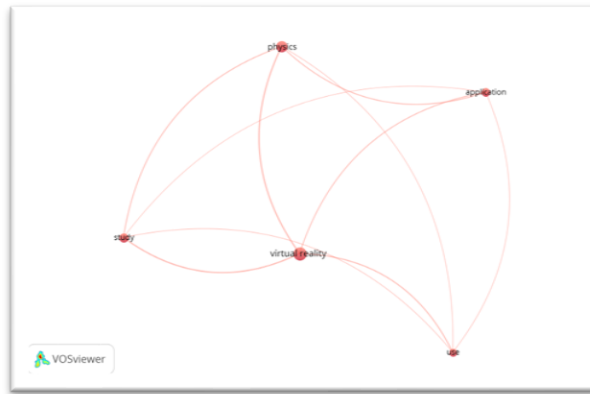 physics
application
study
virtual reality
use
VOSviewer